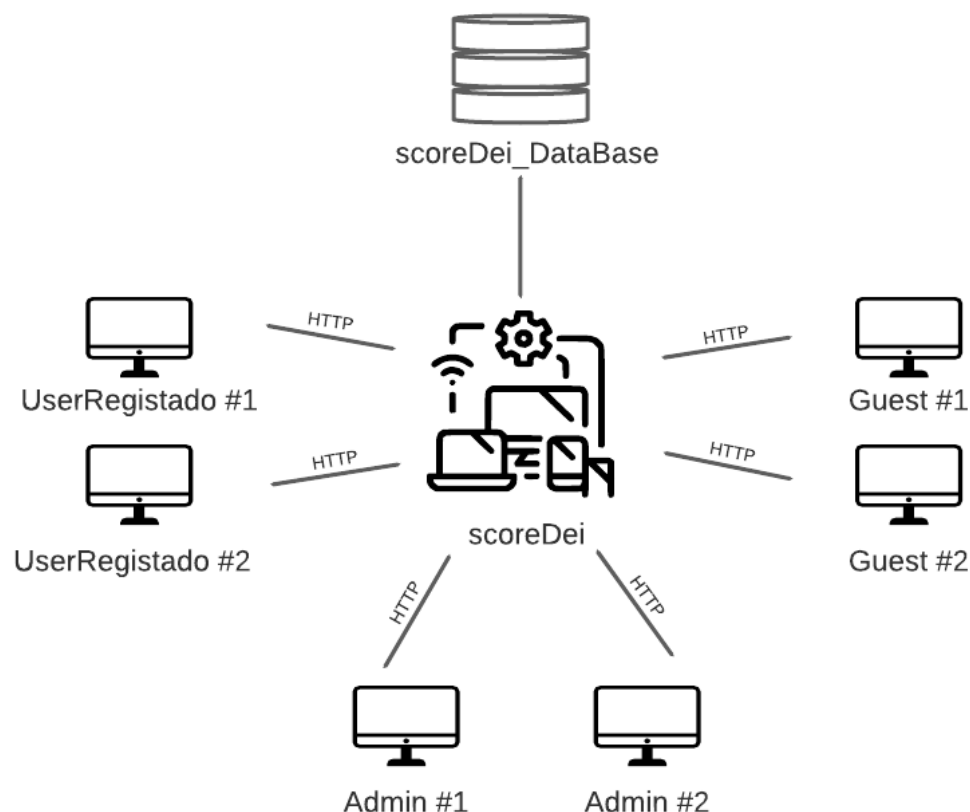 scoreDei_DataBase
HTTP
HTTP
UserRegistado #1
Guest #1
HTTP
HTTP
scoreDei
UserRegistado #2
Guest #2
HTTP
HTTP
Admin #1
Admin #2